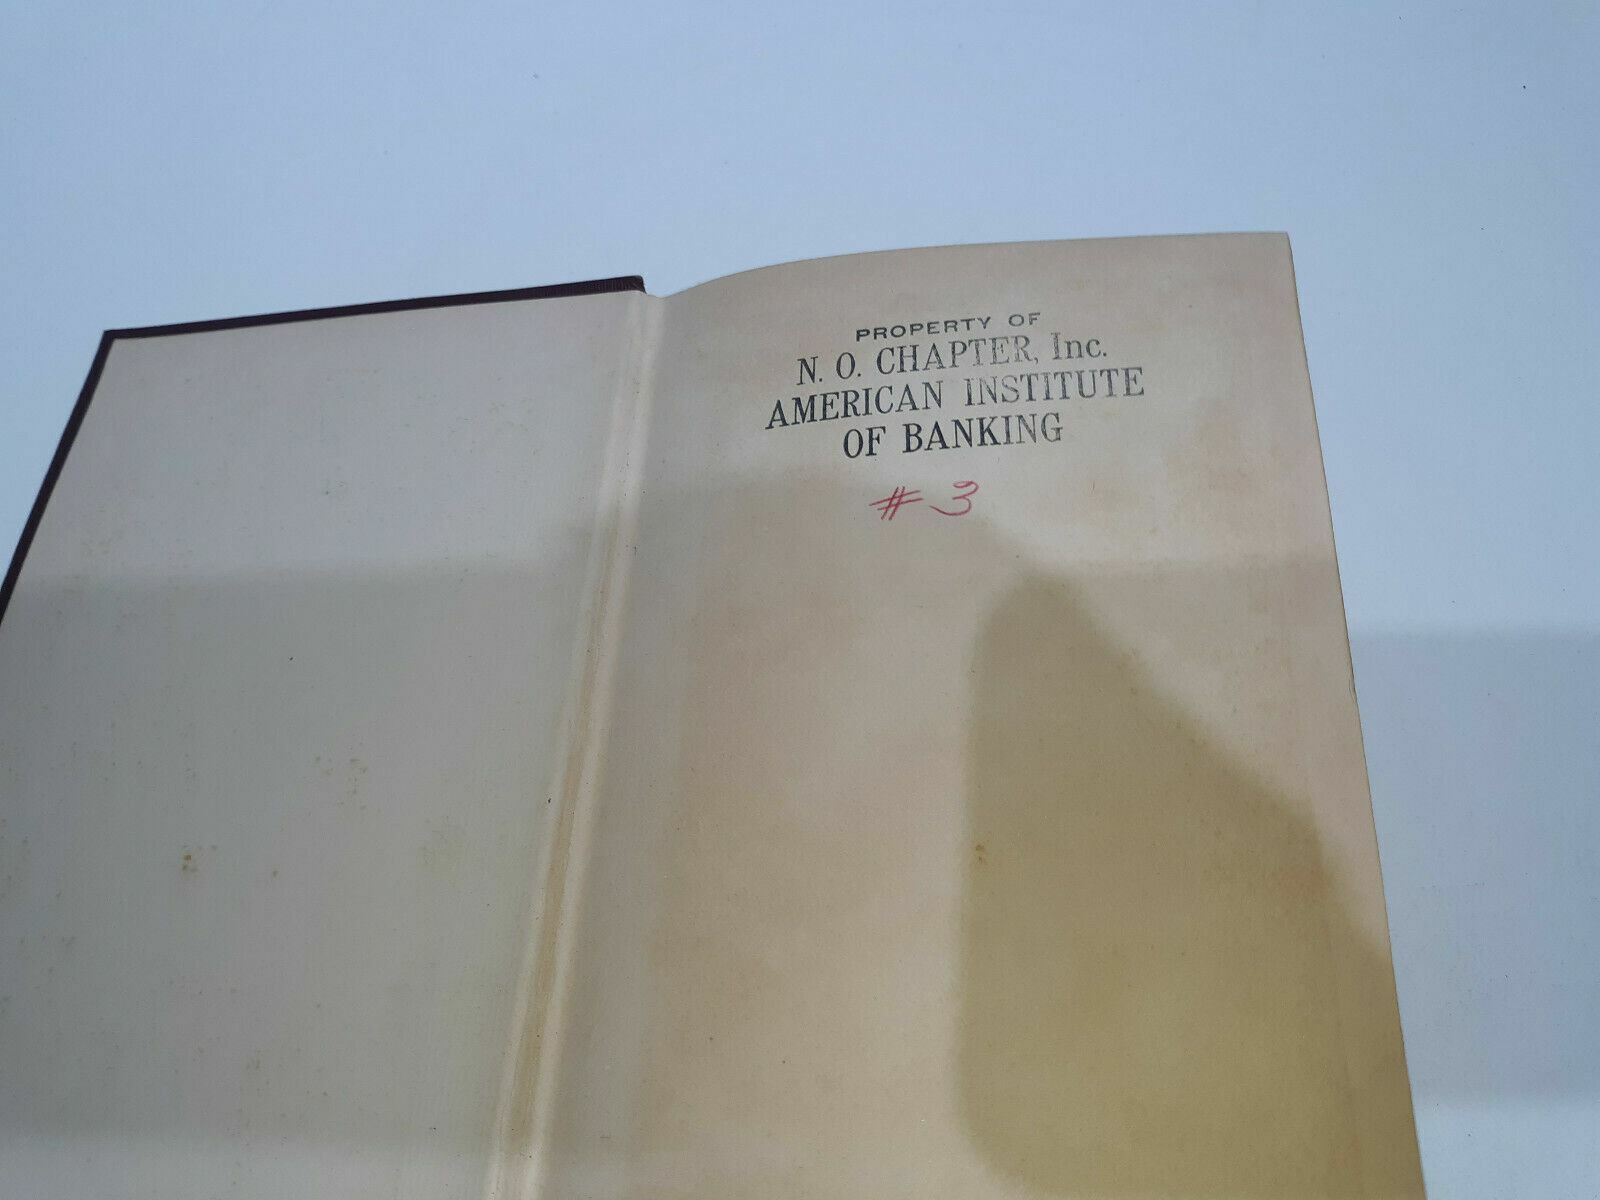 PROPERTY OF
N. O. CHAPTER, Inc.
AMERICAN INSTITUTE
OF BANKING
# 3